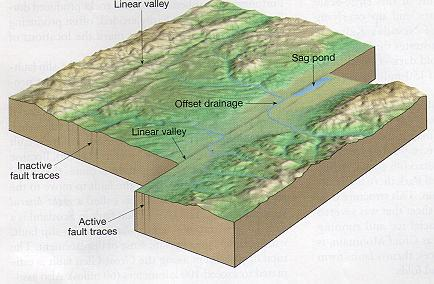 Linear valley
Sag pond
Offset drainage
Linear valley
Inactive
fault traces
Active
fault traces